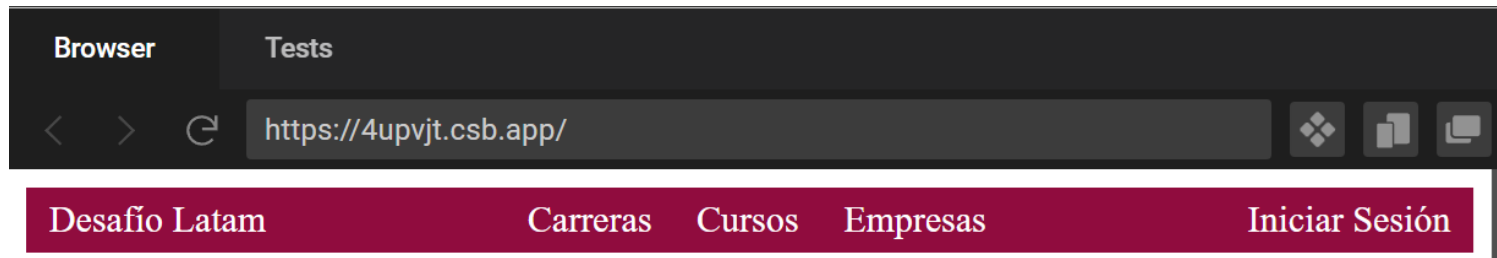 Browser Tests
https://4upvjt.csb.app/
Desafío Latam Carreras Cursos Empresas Iniciar Sesión